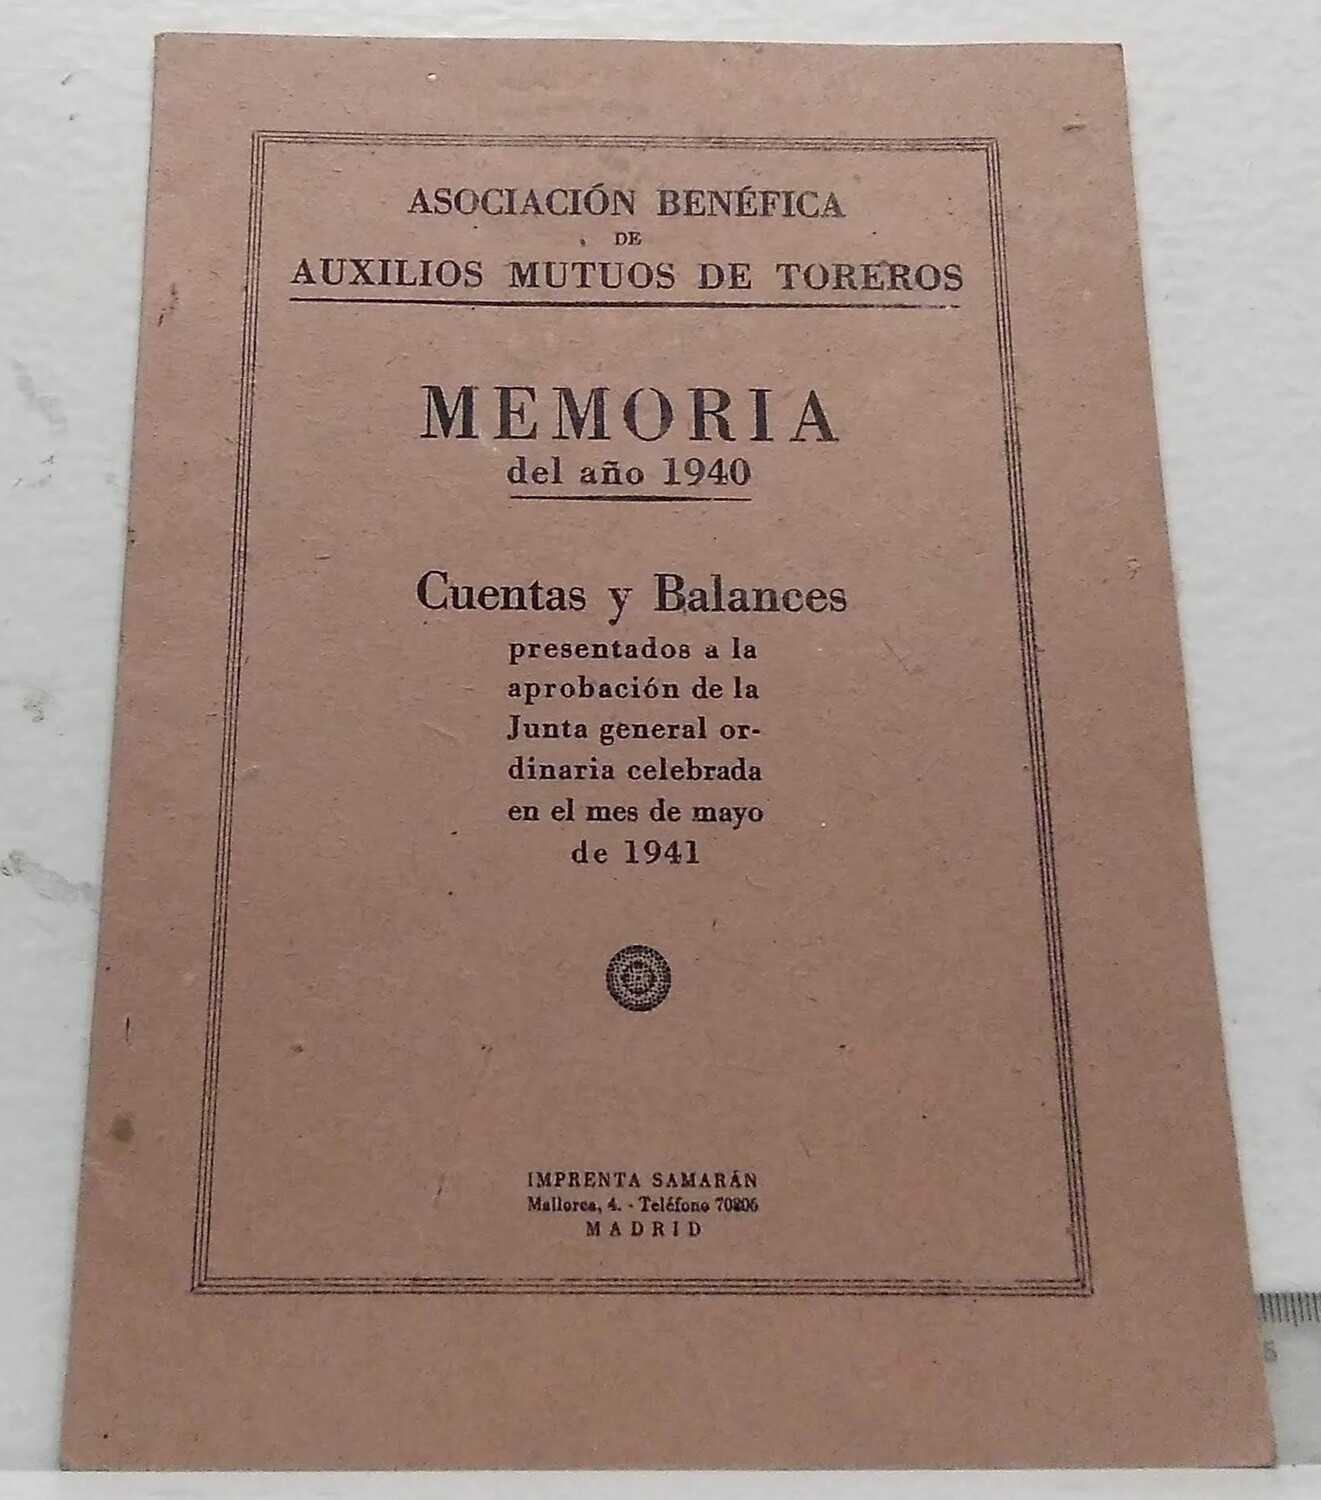 ASOCIACIÓN BENÉFICA
DE
AUXILIOS MUTUOS DE TOREROS
MEMORIA
del año 1940
Cuentas y Balances
presentados a la
aprobación de la
Junta general or-
dinaria celebrada
en el mes de mayo
de 1941
IMPRENTA SAMARÁN
Mallorca, 4. - Teléfono 70206
MADRID